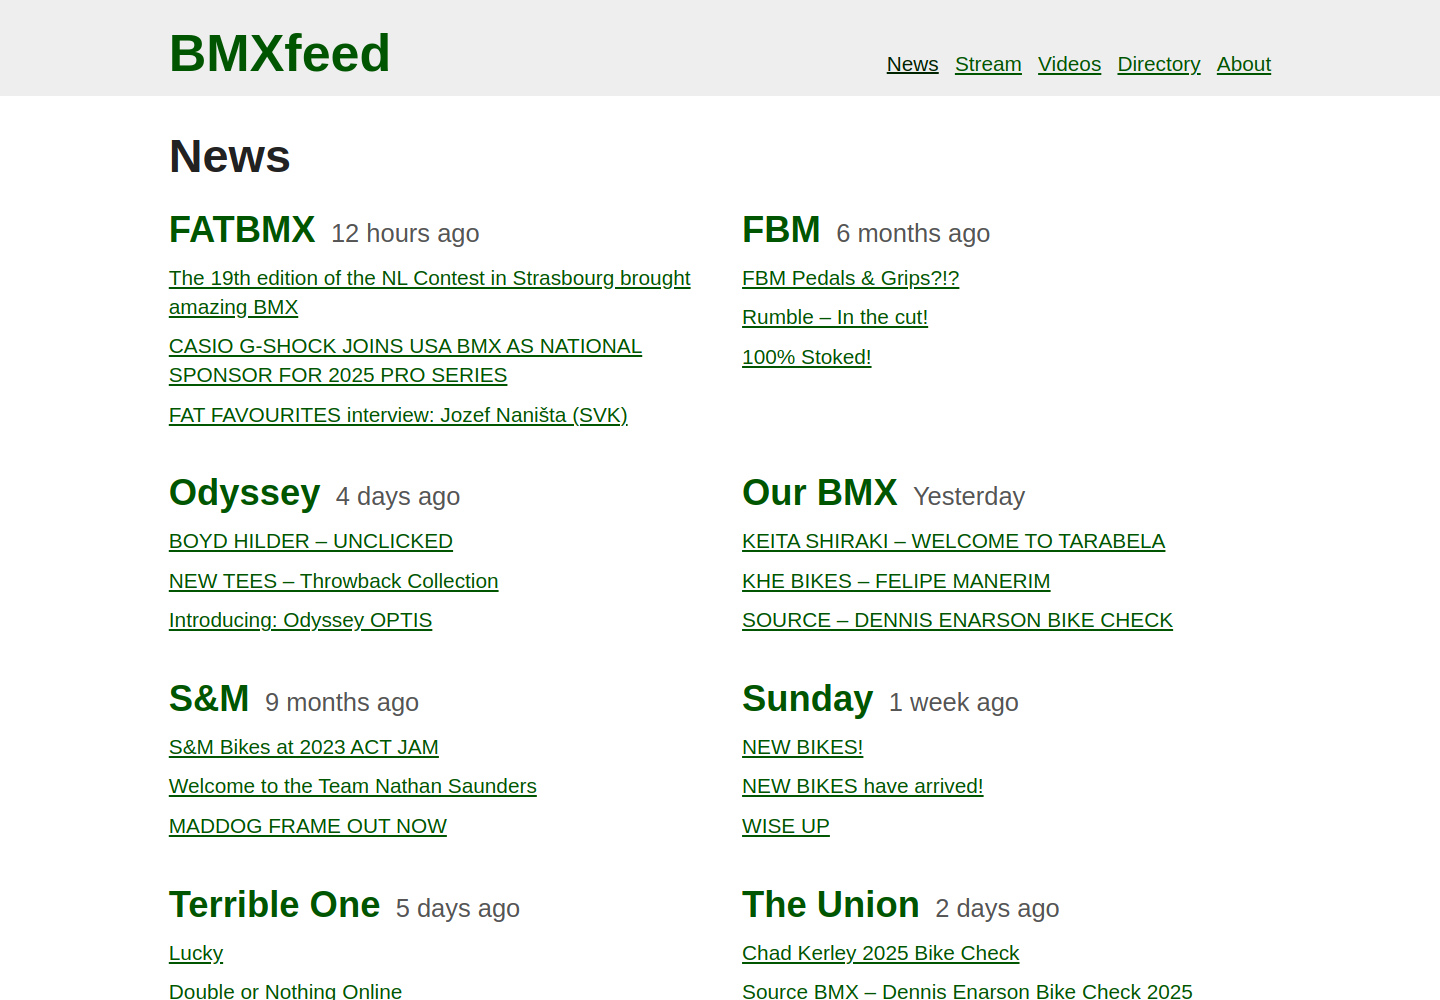 BMXfeed
News Stream Videos Directory About
News
FATBMX 12 hours ago
The 19th edition of the NL Contest in Strasbourg brought
amazing BMX
CASIO G-SHOCK JOINS USA BMX AS NATIONAL
SPONSOR FOR 2025 PRO SERIES
FAT FAVOURITES interview: Jozef Naništa (SVK)
FBM 6 months ago
FBM Pedals & Grips?!?
Rumble – In the cut!
100% Stoked!
Odyssey 4 days ago
BOYD HILDER – UNCLICKED
NEW TEES – Throwback Collection
Introducing: Odyssey OPTIS
Our BMX Yesterday
KEITA SHIRAKI – WELCOME TO TARABELA
KHE BIKES – FELIPE MANERIM
SOURCE – DENNIS ENARSON BIKE CHECK
S&M 9 months ago
S&M Bikes at 2023 ACT JAM
Welcome to the Team Nathan Saunders
MADDOG FRAME OUT NOW
Sunday 1 week ago
NEW BIKES!
NEW BIKES have arrived!
WISE UP
Terrible One 5 days ago
Lucky
Double or Nothing Online
The Union 2 days ago
Chad Kerley 2025 Bike Check
Source BMX – Dennis Enarson Bike Check 2025